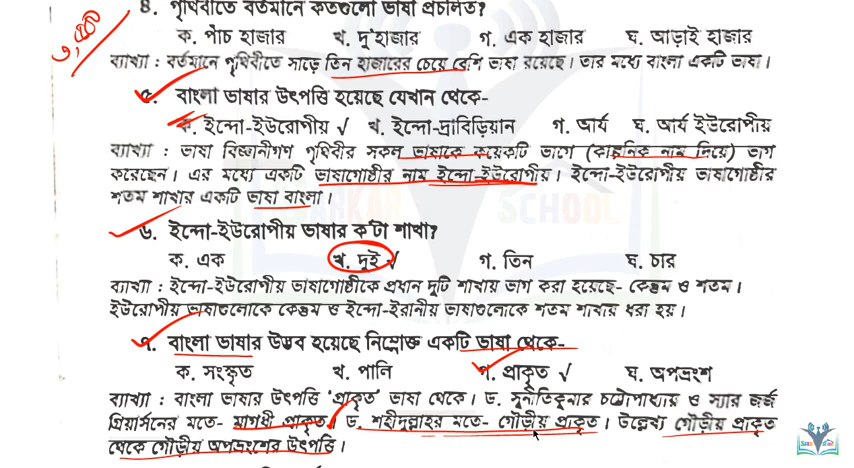 ৪. পৃথিবীতে বর্তমানে কতগুলো ভাষা প্রচলিত?
ক. পাঁচ হাজার খ. দু'হাজার গ. এক হাজার ঘ. আড়াই হাজার
ব্যাখ্যা : বর্তমানে পৃথিবীতে সাড়ে তিন হাজারের চেয়ে বেশি ভাষা রয়েছে। তার মধ্যে বাংলা একটি ভাষা।
৫. বাংলা ভাষার উৎপত্তি হয়েছে যেখান থেকে-
ক. ইন্দো-ইউরোপীয় √ খ. ইন্দো-দ্রাবিড়িয়ান গ. আর্য ঘ. আর্য ইউরোপীয়
ব্যাখ্যা : ভাষা বিজ্ঞানীগণ পৃথিবীর সকল ভাষাকে কয়েকটি ভাগে (কাল্পনিক নাম নিয়ে) ভাগ
করেছেন। এর মধ্যে একটি ভাষাগোষ্ঠীর নাম ইন্দো-ইউরোপীয়। ইন্দো-ইউরোপীয় ভাষাগোষ্ঠীর
শতম শাখার একটি ভাষা বাংলা।
SARKAR SCHOOL
৬. ইন্দো-ইউরোপীয় ভাষার ক'টা শাখা?
ক. এক খ. দুই √ গ. তিন ঘ. চার
ব্যাখ্যা : ইন্দো-ইউরোপীয় ভাষাগোষ্ঠীকে প্রধান দুটি শাখায় ভাগ করা হয়েছে- কেন্তুম ও শতম।
ইউরোপীয় ভাষাগুলোকে কেন্তুম ও ইন্দো-ইরানীয় ভাষাগুলোকে শতম শাখায় ধরা হয়।
৭. বাংলা ভাষার উদ্ভব হয়েছে নিম্নোক্ত একটি ভাষা থেকে-
ক. সংস্কৃত খ. পালি গ. প্রাকৃত √ ঘ. অপভ্রংশ
ব্যাখ্যা : বাংলা ভাষার উৎপত্তি 'প্রাকৃত' ভাষা থেকে। ড. সুনীতিকুমার চট্টোপাধ্যায় ও স্যার জর্জ
গ্রিয়ার্সনের মতে- মাগধী প্রাকৃত। ড. শহীদুল্লাহর মতে- গৌড়ীয় প্রাকৃত। উল্লেখ্য গৌড়ীয় প্রাকৃত
থেকে গৌড়ীয় অপভ্রংশের উৎপত্তি।